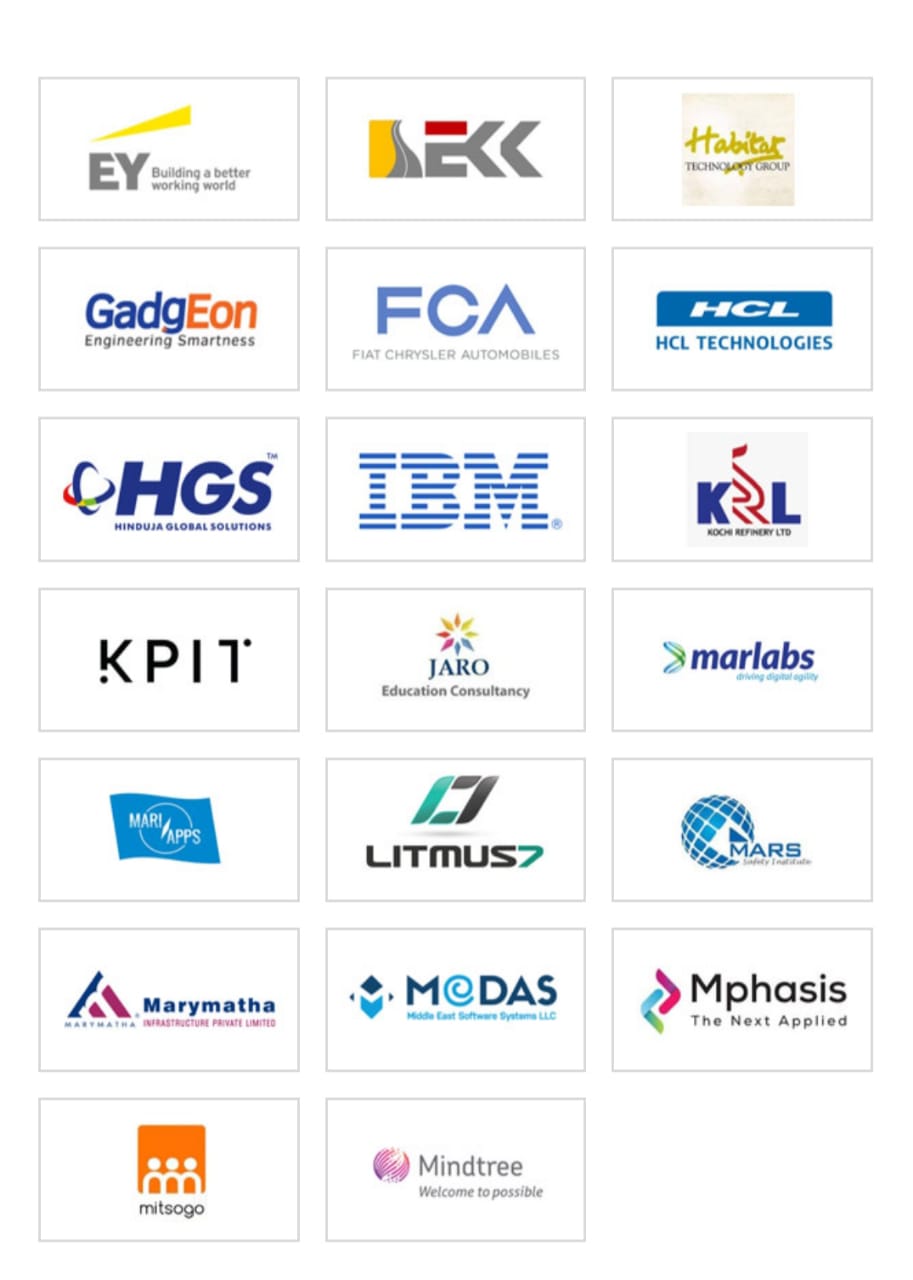 EY Building a better
working world
EKK
Habitat
TECHNOLOGY GROUP
GadgEon
Engineering Smartness
FCA
FIAT CHRYSLER AUTOMOBILES
HCL
HCL TECHNOLOGIES
HGS TM
HINDUJA GLOBAL SOLUTIONS
IBM ®
KRL
KOCHI REFINERY LTD
KPIT
JARO
Education Consultancy
marlabs
driving digital agility
MARI
APPS
LITMUS7
MARS
Safety Institute
Marymatha
MARYMATHA ® INFRASTRUCTURE PRIVATE LIMITED
M@DAS
Middle East Software Systems LLC
Mphasis
The Next Applied
mitsogo
Mindtree
Welcome to possible